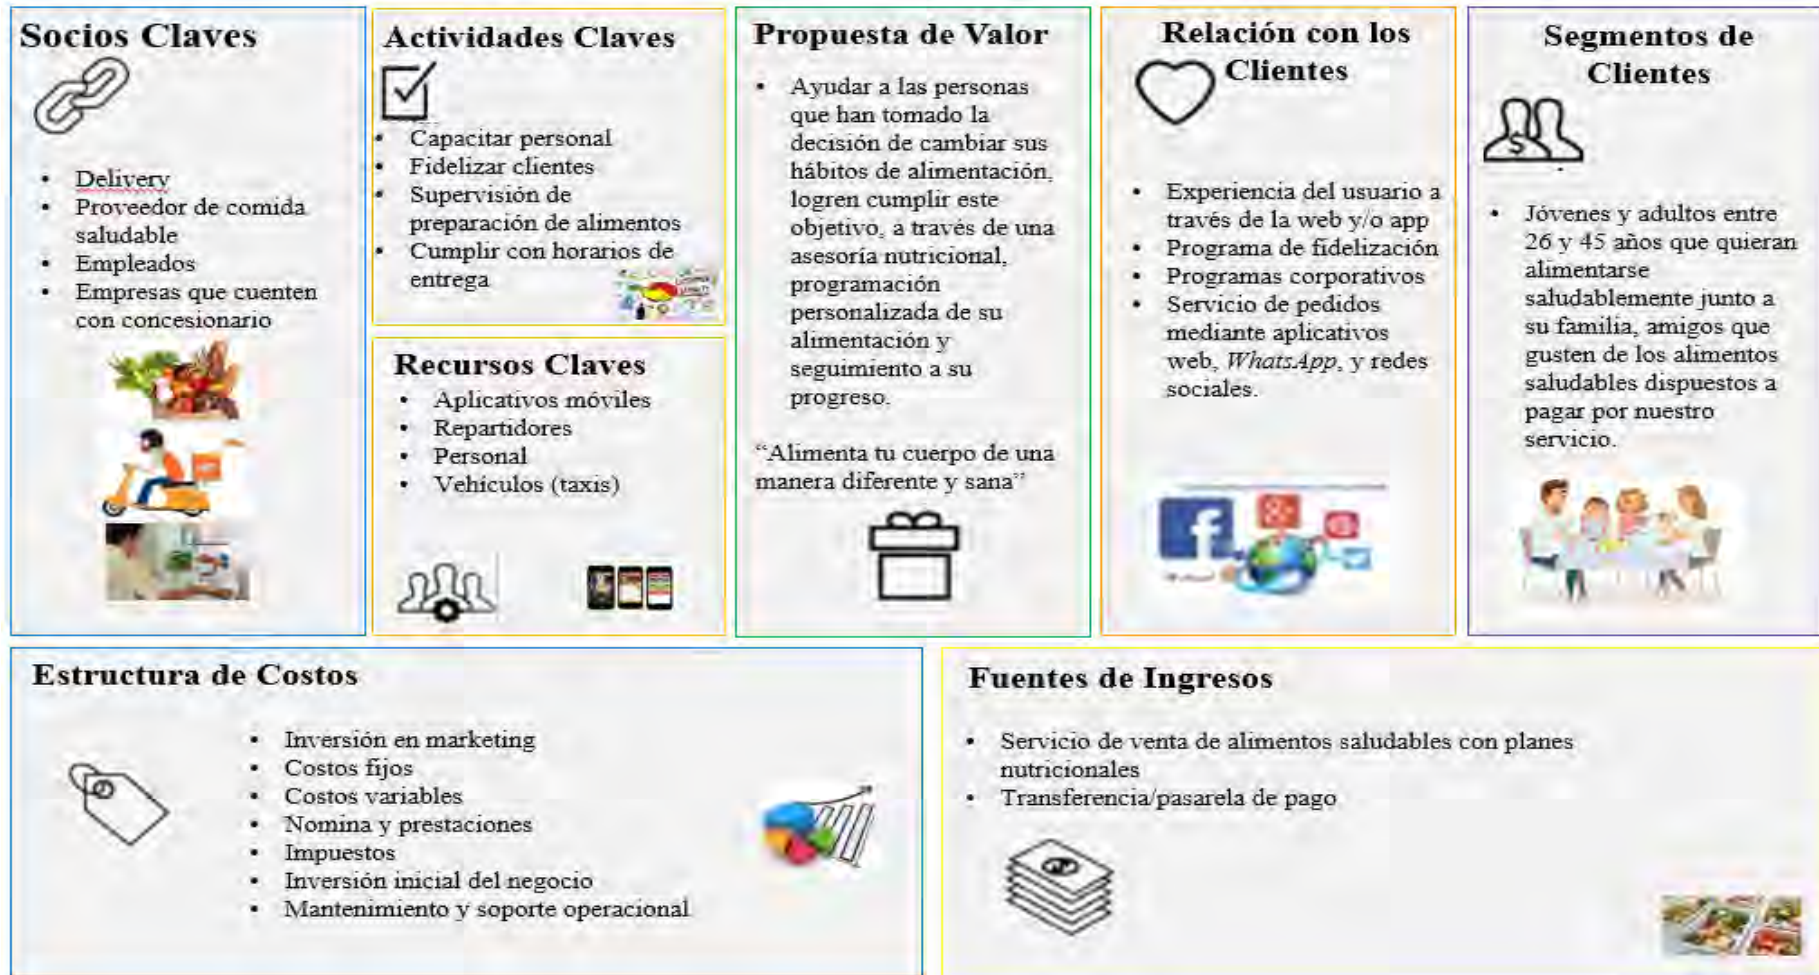 Socios Claves
• Delivery
• Proveedor de comida
saludable
• Empleados
• Empresas que cuenten
con concesionario
Actividades Claves
• Capacitar personal
• Fidelizar clientes
• Supervisión de
preparación de alimentos
• Cumplir con horarios de
entrega
Recursos Claves
• Aplicativos móviles
• Repartidores
• Personal
• Vehículos (taxis)
Propuesta de Valor
• Ayudar a las personas
que han tomado la
decisión de cambiar sus
hábitos de alimentación,
logren cumplir este
objetivo, a través de una
asesoría nutricional,
programación
personalizada de su
alimentación y
seguimiento a su
progreso.
“Alimenta tu cuerpo de una
manera diferente y sana”
Relación con los
Clientes
• Experiencia del usuario a
través de la web y/o app
• Programa de fidelización
• Programas corporativos
• Servicio de pedidos
mediante aplicativos
web, WhatsApp, y redes
sociales.
Segmentos de
Clientes
• Jóvenes y adultos entre
26 y 45 años que quieran
alimentarse
saludablemente junto a
su familia, amigos que
gusten de los alimentos
saludables dispuestos a
pagar por nuestro
servicio.
Estructura de Costos
• Inversión en marketing
• Costos fijos
• Costos variables
• Nomina y prestaciones
• Impuestos
• Inversión inicial del negocio
• Mantenimiento y soporte operacional
Fuentes de Ingresos
• Servicio de venta de alimentos saludables con planes
nutricionales
• Transferencia/pasarela de pago